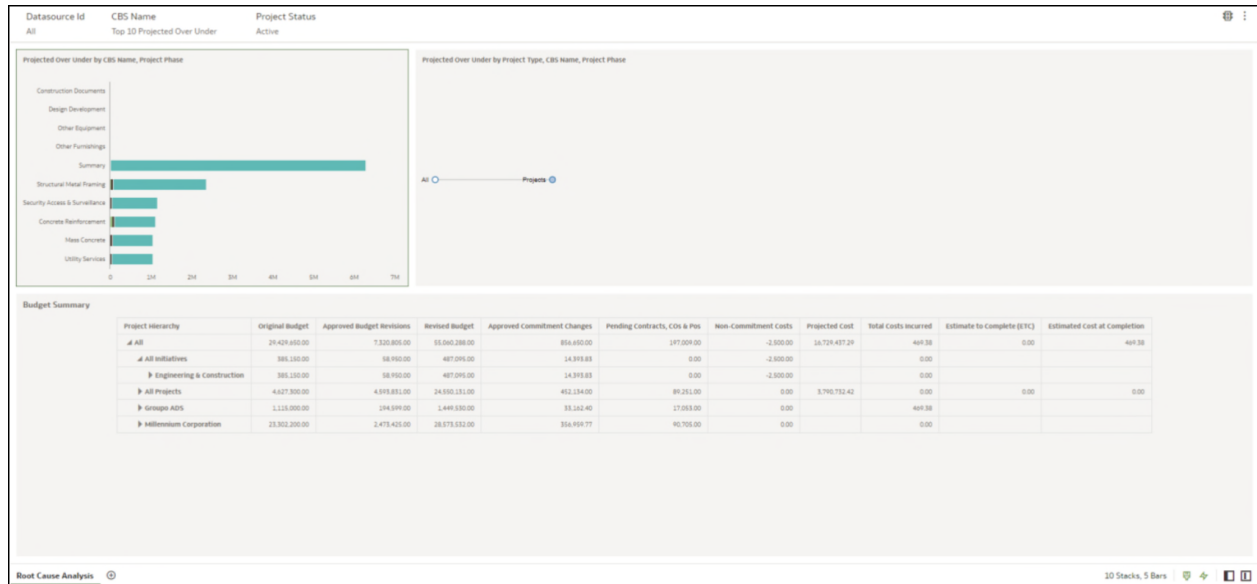 Datasource Id CBS Name Project Status
All Top 10 Projected Over Under Active
Projected Over Under by CBS Name, Project Phase
Construction Documents
Design Development
Other Equipment
Other Furnishings
Summary
Structural Metal Framing
Security Access & Surveillance
Concrete Reinforcement
Mass Concrete
Utility Services
0 1M 2M 3M 4M 5M 6M 7M
Projected Over Under by Project Type, CBS Name, Project Phase
All Projects
Budget Summary
Project Hierarchy Original Budget Approved Budget Revisions Revised Budget Approved Commitment Changes Pending Contracts, COs & Pos Non-Commitment Costs Projected Cost Total Costs Incurred Estimate to Complete (ETC) Estimated Cost at Completion
All 29,429,650.00 7,320,805.00 55,060,288.00 856,650.00 197,009.00 -2,500.00 16,729,437.29 469.38 0.00 469.38
All Initiatives 385,150.00 58,950.00 487,095.00 14,393.83 0.00 -2,500.00 0.00
Engineering & Construction 385,150.00 58,950.00 487,095.00 14,393.83 0.00 -2,500.00 0.00
All Projects 4,627,300.00 4,593,831.00 24,550,131.00 452,134.00 89,251.00 0.00 3,790,732.42 0.00 0.00 0.00
Groupo ADS 1,115,000.00 194,599.00 1,449,530.00 33,162.40 17,053.00 0.00 469.38
Millennium Corporation 23,302,200.00 2,473,425.00 28,573,532.00 356,959.77 90,705.00 0.00 0.00
Root Cause Analysis
10 Stacks, 5 Bars